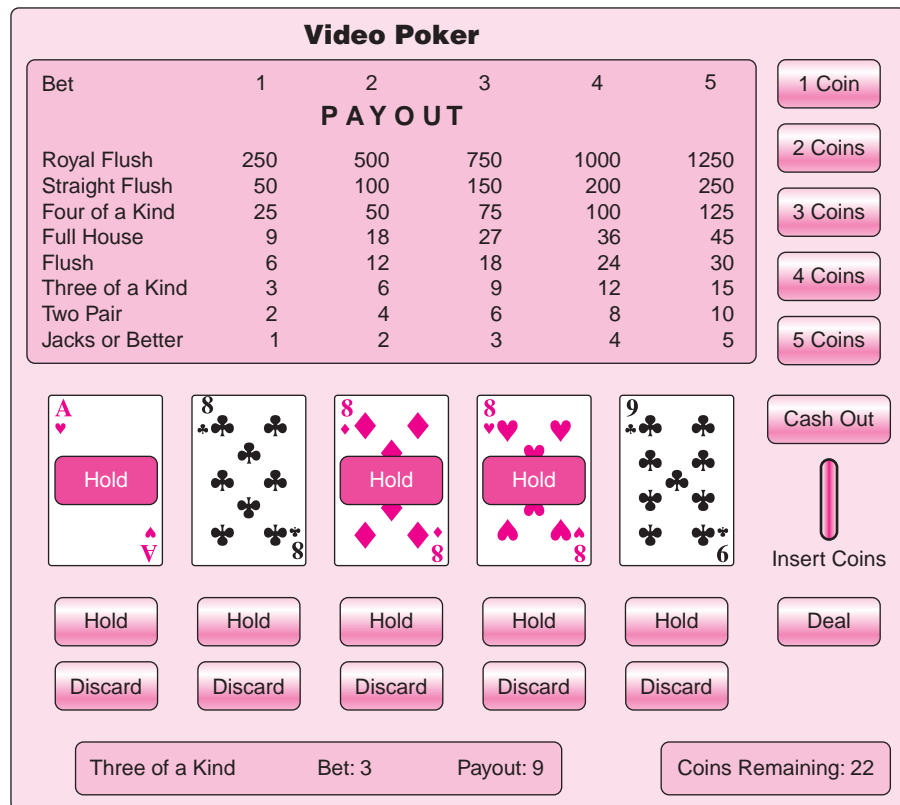 Video Poker
Bet 1 2 3 4 5
PAYOUT
Royal Flush 250 500 750 1000 1250
Straight Flush 50 100 150 200 250
Four of a Kind 25 50 75 100 125
Full House 9 18 27 36 45
Flush 6 12 18 24 30
Three of a Kind 3 6 9 12 15
Two Pair 2 4 6 8 10
Jacks or Better 1 2 3 4 5
1 Coin
2 Coins
3 Coins
4 Coins
5 Coins
A 8 8 8 9
Hold Hold Hold
A 8 8 8 9
Cash Out
Insert Coins
Hold Hold Hold Hold Hold Deal
Discard Discard Discard Discard Discard
Three of a Kind Bet: 3 Payout: 9 Coins Remaining: 22